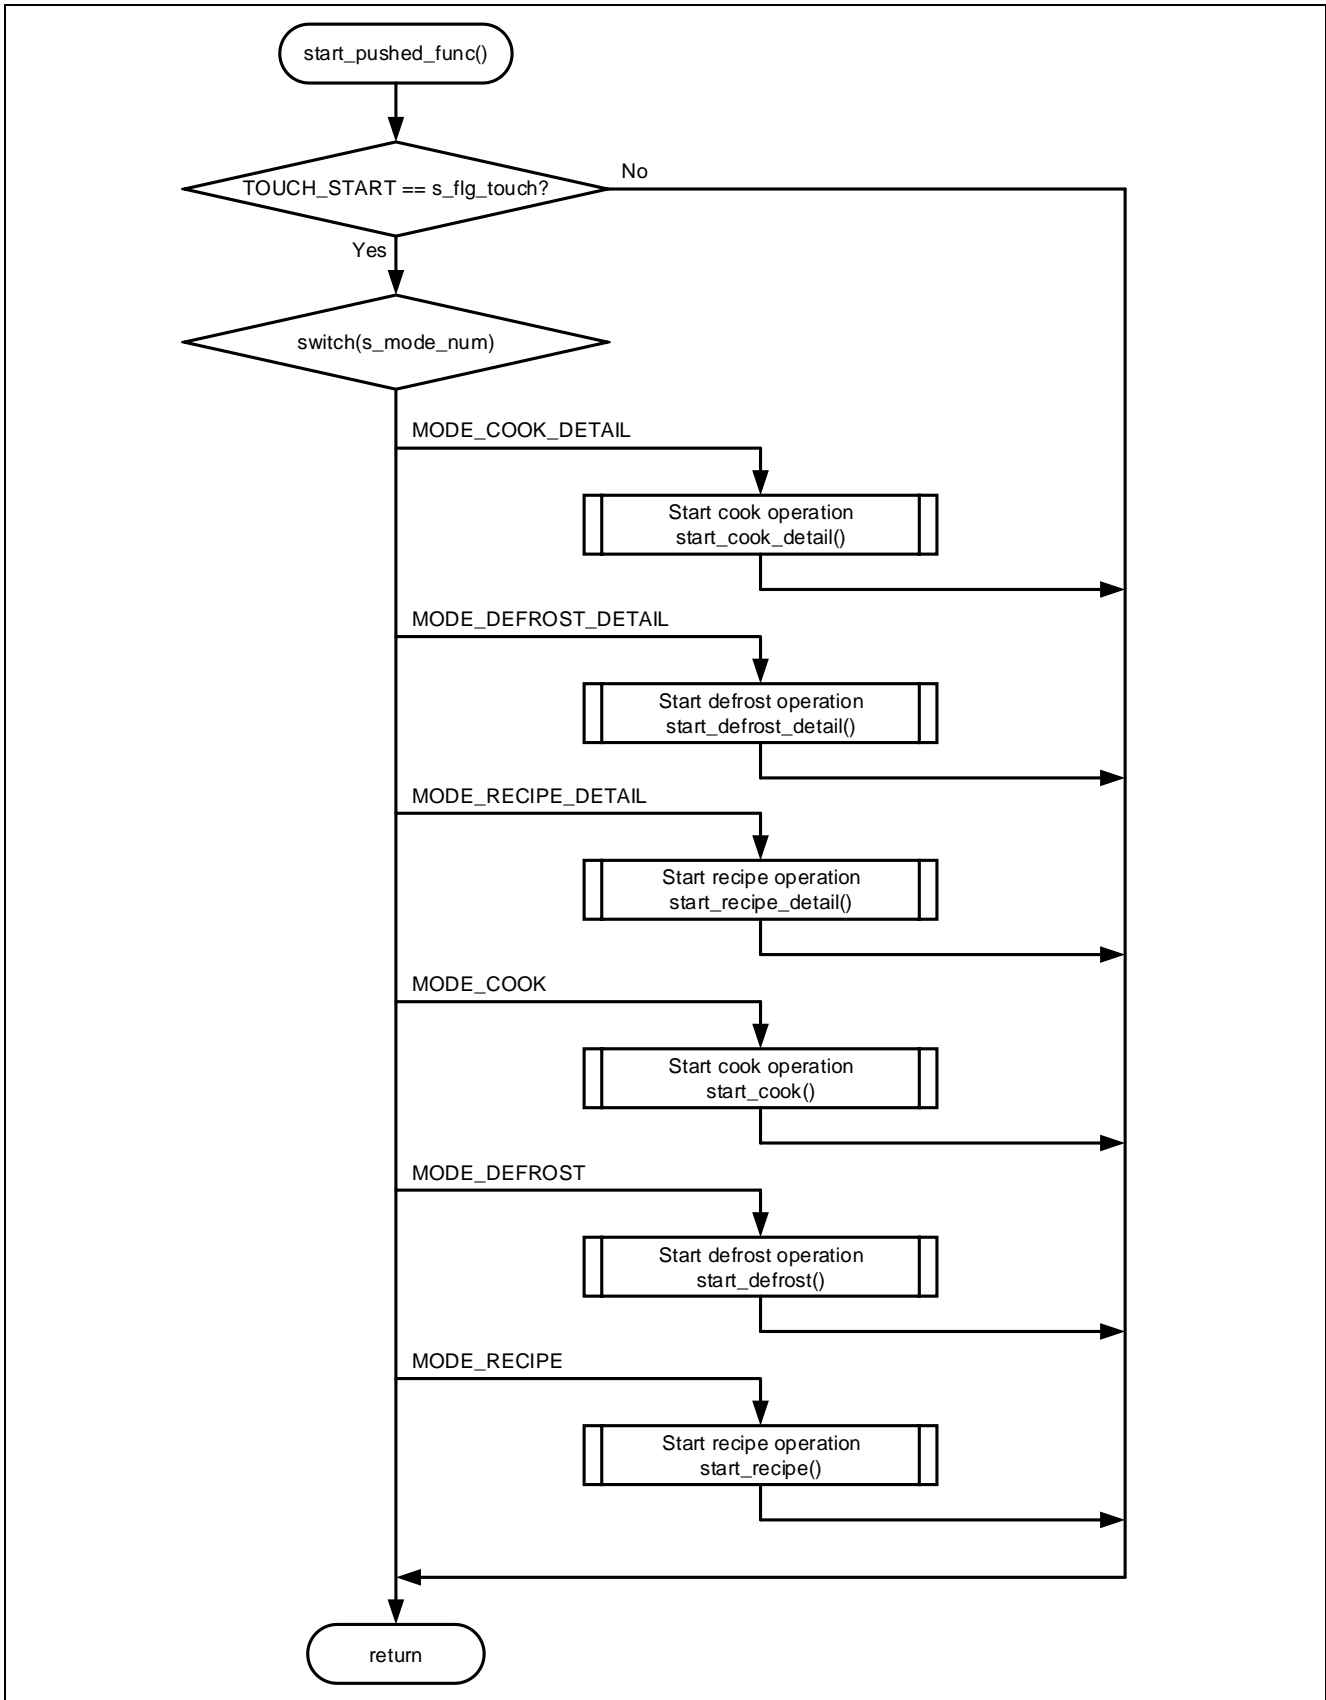 start_pushed_func()
TOUCH_START == s_flg_touch?
No
Yes
switch(s_mode_num)
MODE_COOK_DETAIL
Start cook operation
start_cook_detail()
MODE_DEFROST_DETAIL
Start defrost operation
start_defrost_detail()
MODE_RECIPE_DETAIL
Start recipe operation
start_recipe_detail()
MODE_COOK
Start cook operation
start_cook()
MODE_DEFROST
Start defrost operation
start_defrost()
MODE_RECIPE
Start recipe operation
start_recipe()
return